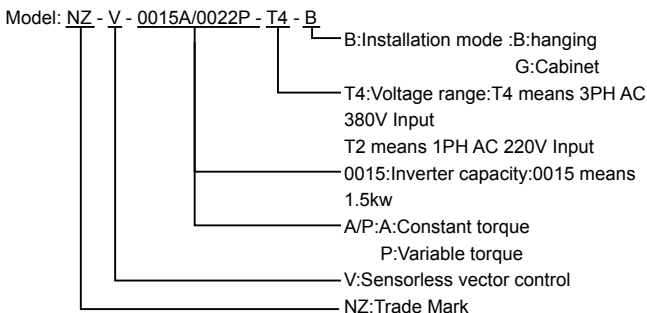 Model: NZ - V - 0015A/0022P - T4 - B
B:Installation mode :B:hanging
G:Cabinet
T4:Voltage range:T4 means 3PH AC
380V Input
T2 means 1PH AC 220V Input
0015:Inverter capacity:0015 means
1.5kw
A/P:A:Constant torque
P:Variable torque
V:Sensorless vector control
NZ:Trade Mark